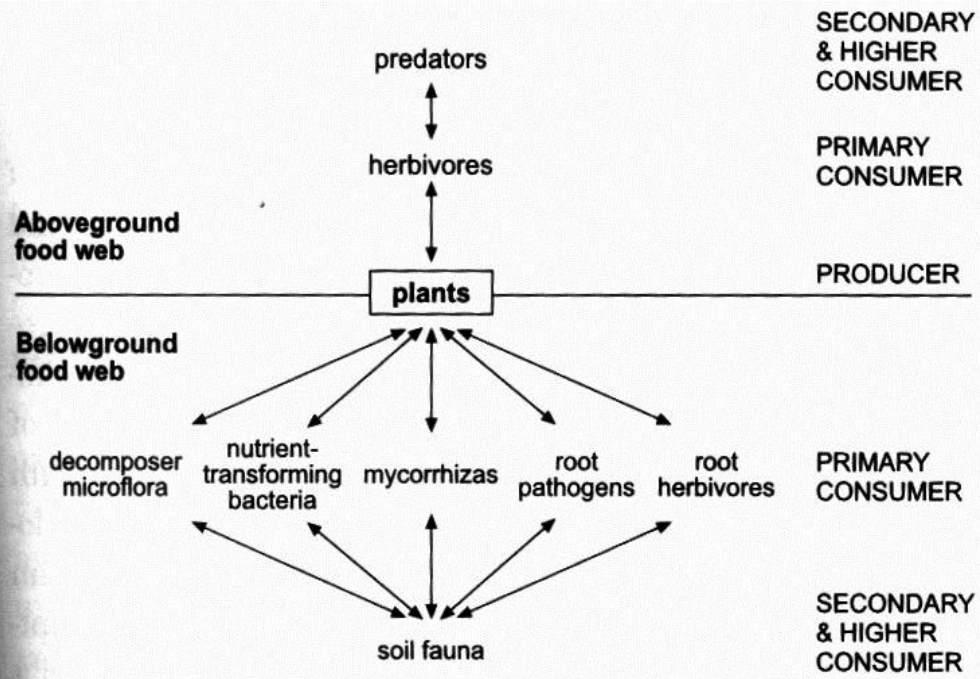 SECONDARY
& HIGHER
CONSUMER
predators
PRIMARY
CONSUMER
herbivores
Aboveground
food web
PRODUCER
plants
Belowground
food web
decomposer
microflora
nutrient-
transforming
bacteria
mycorrhizas
root
pathogens
root
herbivores
PRIMARY
CONSUMER
SECONDARY
& HIGHER
CONSUMER
soil fauna